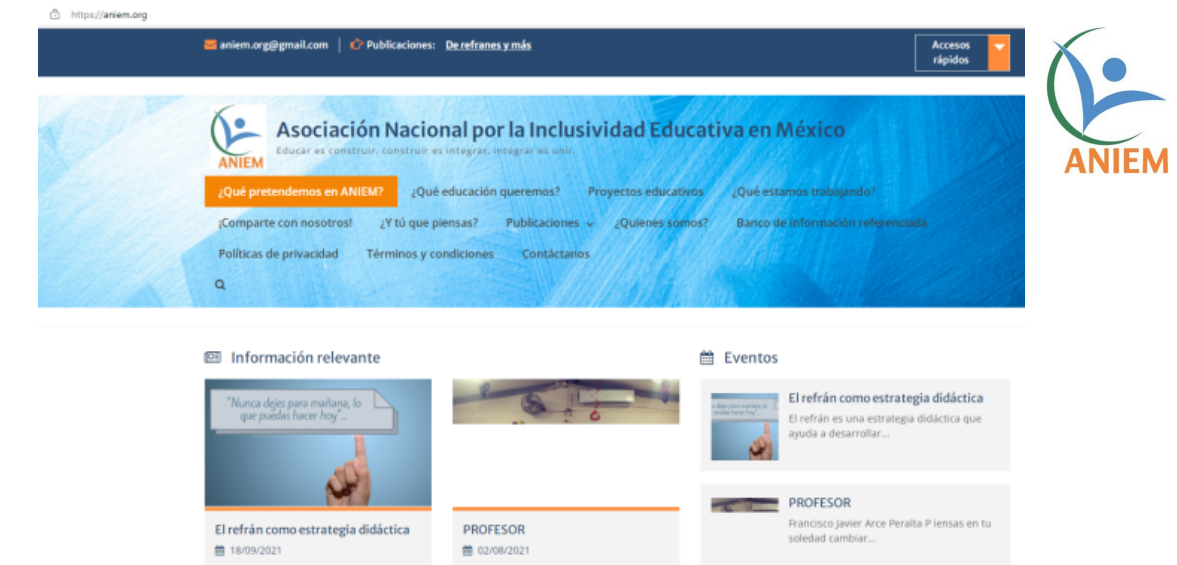 https://aniem.org
aniem.org@gmail.com | Publicaciones: De refranes y más
Accesos
rápidos
ANIEM
Asociación Nacional por la Inclusividad Educativa en México
Educar es construir, construir es integrar, integrar es unir.
ANIEM
¿Qué pretendemos en ANIEM? ¿Qué educación queremos? Proyectos educativos ¿Qué estamos trabajando?
¡Comparte con nosotros! ¿Y tú que piensas? Publicaciones ¿Quienes somos? Banco de información referenciada
Políticas de privacidad Términos y condiciones Contáctanos
Información relevante
"Nunca dejes para mañana, lo
que puedas hacer hoy"...
El refrán como estrategia didáctica
18/09/2021
PROFESOR
02/08/2021
Eventos
El refrán como estrategia didáctica
El refrán es una estrategia didáctica que
ayuda a desarrollar...
PROFESOR
Francisco Javier Arce Peralta P iensas en tu
soledad cambiar...